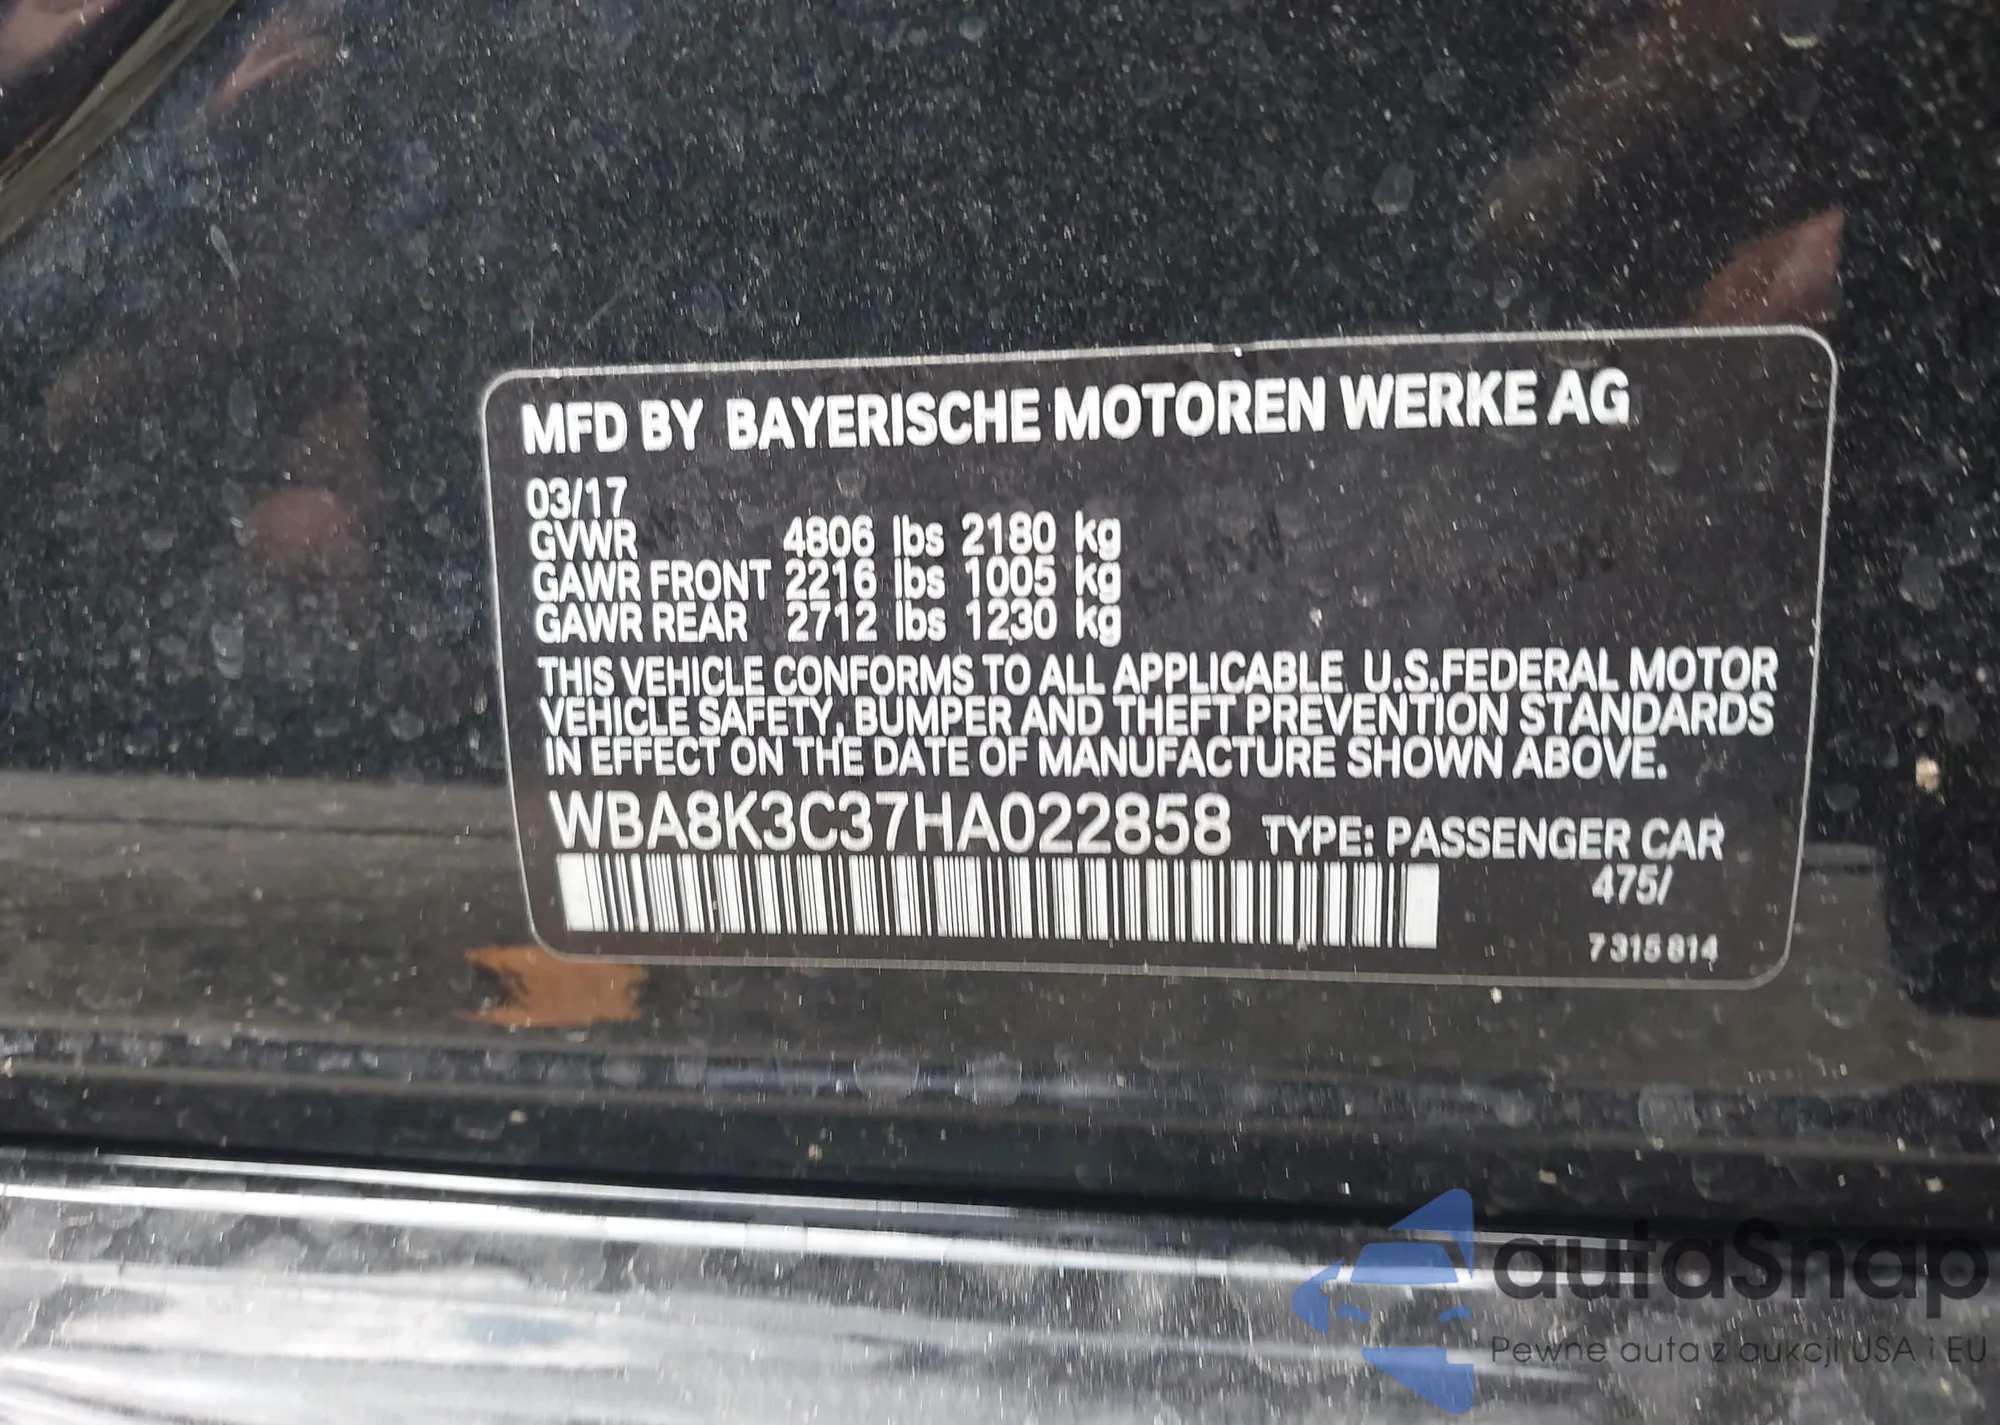 MFD BY BAYERISCHE MOTOREN WERKE AG
03/17
GVWR 4806 lbs 2180 kg
GAWR FRONT 2216 lbs 1005 kg
GAWR REAR 2712 lbs 1230 kg
THIS VEHICLE CONFORMS TO ALL APPLICABLE U.S.FEDERAL MOTOR
VEHICLE SAFETY, BUMPER AND THEFT PREVENTION STANDARDS
IN EFFECT ON THE DATE OF MANUFACTURE SHOWN ABOVE.
WBA8K3C37HA022858 TYPE: PASSENGER CAR
475/
7 315 814
autaSnap
Pewne auta z aukcji USA i EU